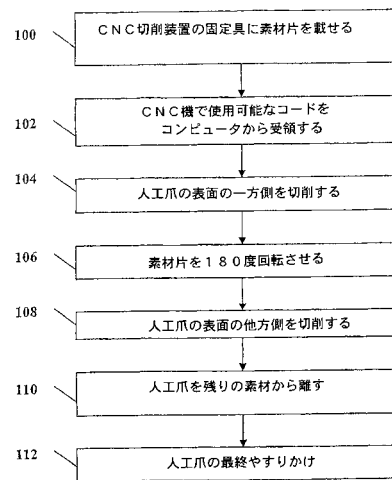 100
CNC切削装置の固定具に素材片を載せる
102
CNC機で使用可能なコードを
コンピュータから受領する
104
人工爪の表面の一方側を切削する
106
素材片を180度回転させる
108
人工爪の表面の他方側を切削する
110
人工爪を残りの素材から離す
112
人工爪の最終やすりかけ